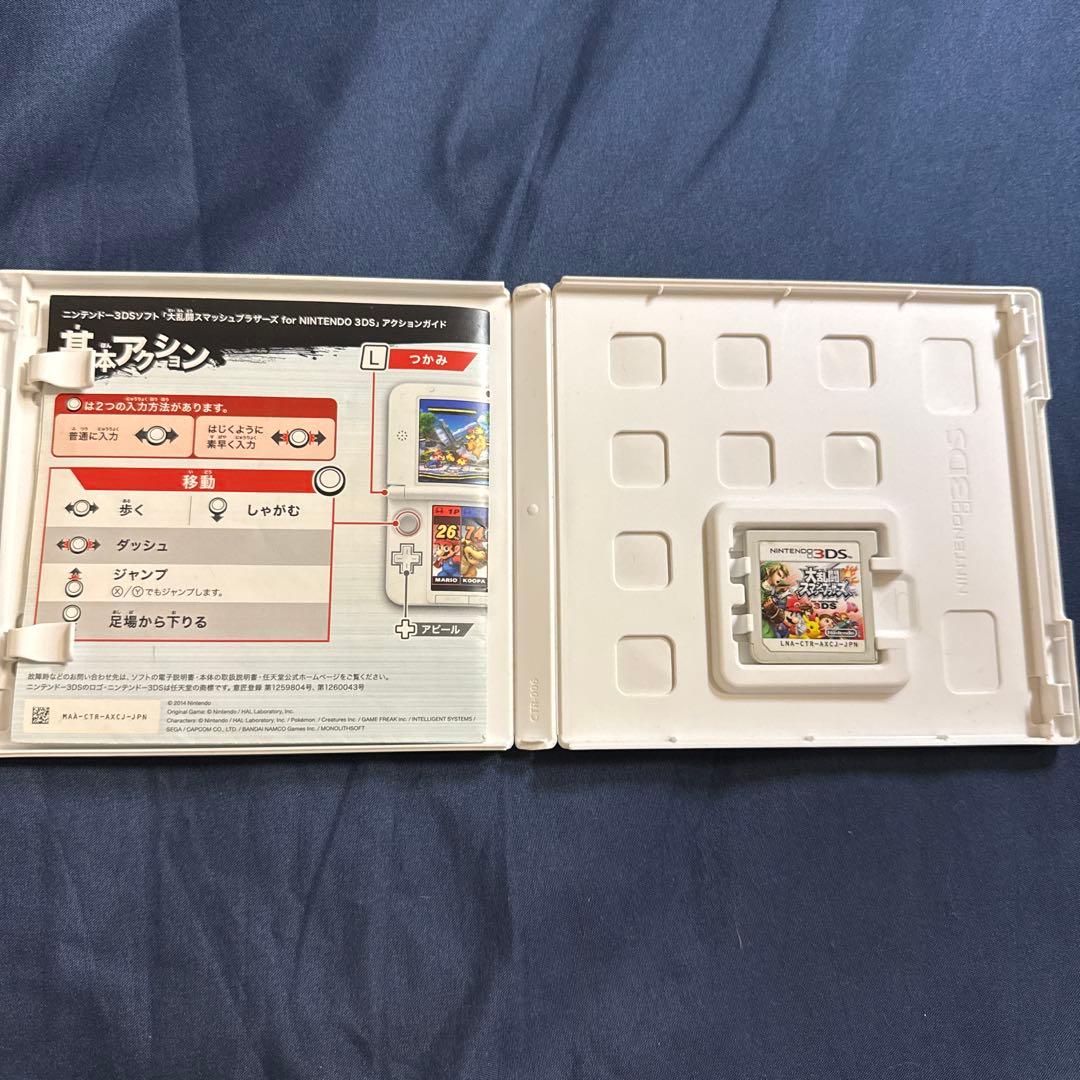 ニンテンドー3DSソフト「大乱闘スマッシュブラザーズ for NINTENDO 3DS」アクションガイド
基本アクション
L つかみ
は2つの入力方法があります。
普通に入力
はじくように
素早く入力
移動
歩く
しゃがむ
ダッシュ
ジャンプ
Ⓧ/Ⓨでもジャンプします。
足場から下りる
1P
26
74
MARIO KOOPA
アピール
故障時などのお問い合わせ先は、ソフトの電子説明書・本体の取扱説明書・任天堂公式ホームページをご覧ください。
ニンテンドー3DSのロゴ・ニンテンドー3DSは任天堂の商標です。意匠登録 第1259804号、第1260043号
© 2014 Nintendo
Original Game: © Nintendo / HAL Laboratory, Inc.
Characters: © Nintendo / HAL Laboratory, Inc. / Pokémon. / Creatures Inc. / GAME FREAK inc. / INTELLIGENT SYSTEMS /
SEGA / CAPCOM CO., LTD. / BANDAI NAMCO Games Inc. / MONOLITHSOFT
MAA-CTR-AXCJ-JPN
CTR-006
NINTENDO 3DS
NINTENDO 3DS™
大乱闘
スマッシュブラザーズ
3DS
Nintendo
LNA-CTR-AXCJ-JPN